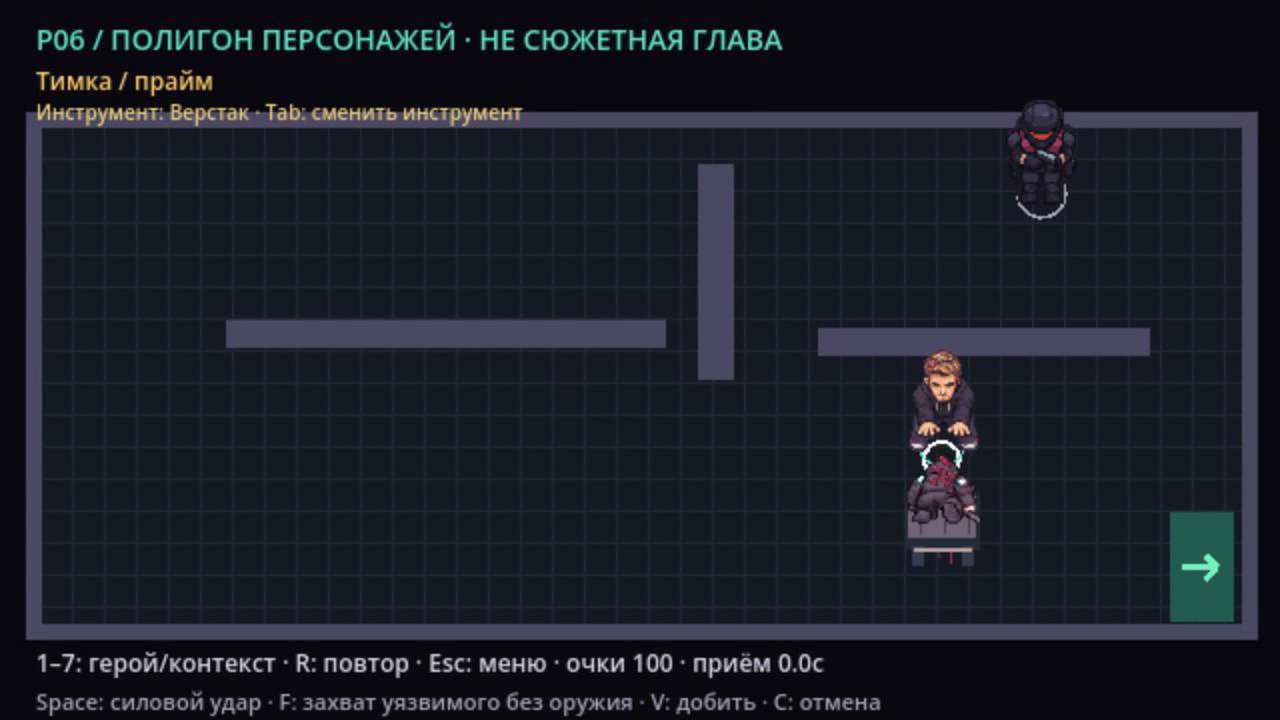 P06 / ПОЛИГОН ПЕРСОНАЖЕЙ · НЕ СЮЖЕТНАЯ ГЛАВА
Тимка / прайм
Инструмент: Верстак · Tab: сменить инструмент
→
1–7: герой/контекст · R: повтор · Esc: меню · очки 100 · приём 0.0с
Space: силовой удар · F: захват уязвимого без оружия · V: добить · C: отмена